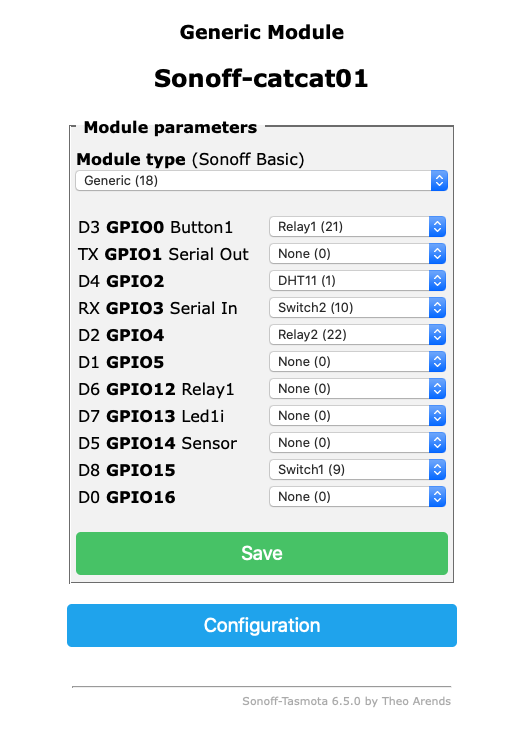 Generic Module
Sonoff-catcat01
Module parameters
Module type (Sonoff Basic)
Generic (18)
D3 GPIO0 Button1 Relay1 (21)
TX GPIO1 Serial Out None (0)
D4 GPIO2 DHT11 (1)
RX GPIO3 Serial In Switch2 (10)
D2 GPIO4 Relay2 (22)
D1 GPIO5 None (0)
D6 GPIO12 Relay1 None (0)
D7 GPIO13 Led1i None (0)
D5 GPIO14 Sensor None (0)
D8 GPIO15 Switch1 (9)
D0 GPIO16 None (0)
Save
Configuration
Sonoff-Tasmota 6.5.0 by Theo Arends